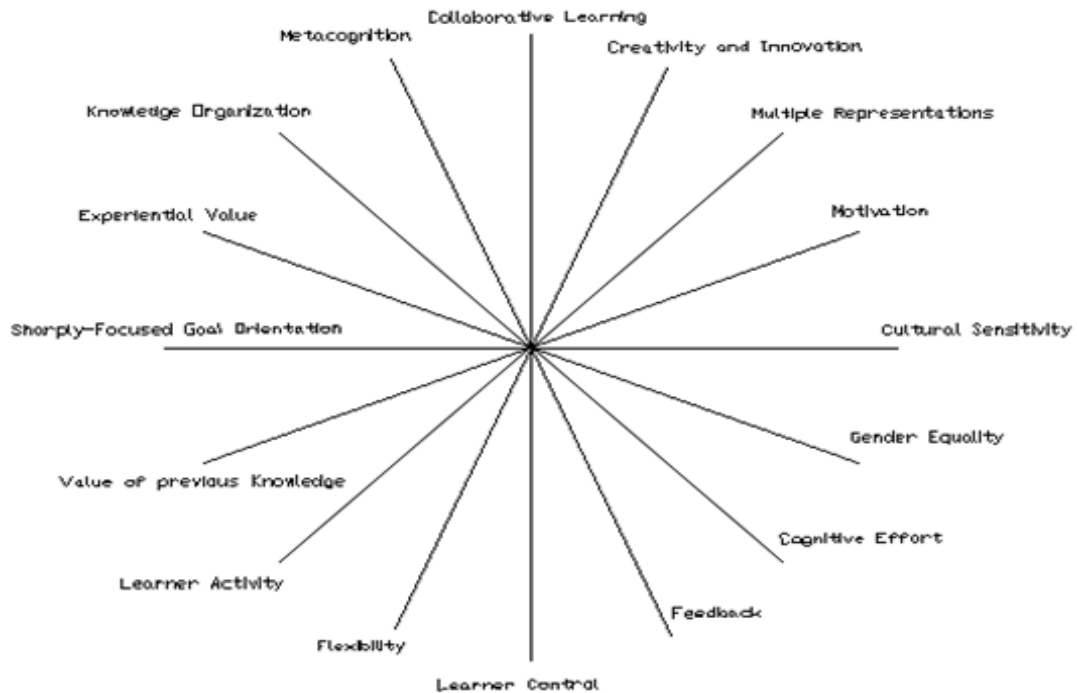 Collaborative Learning
Metacognition
Creativity and Innovation
Knowledge Organization
Multiple Representations
Experiential Value
Motivation
Sharply-Focused Goal Orientation
Cultural Sensitivity
Gender Equality
Value of previous Knowledge
Cognitive Effort
Learner Activity
Feedback
Flexibility
Learner Control